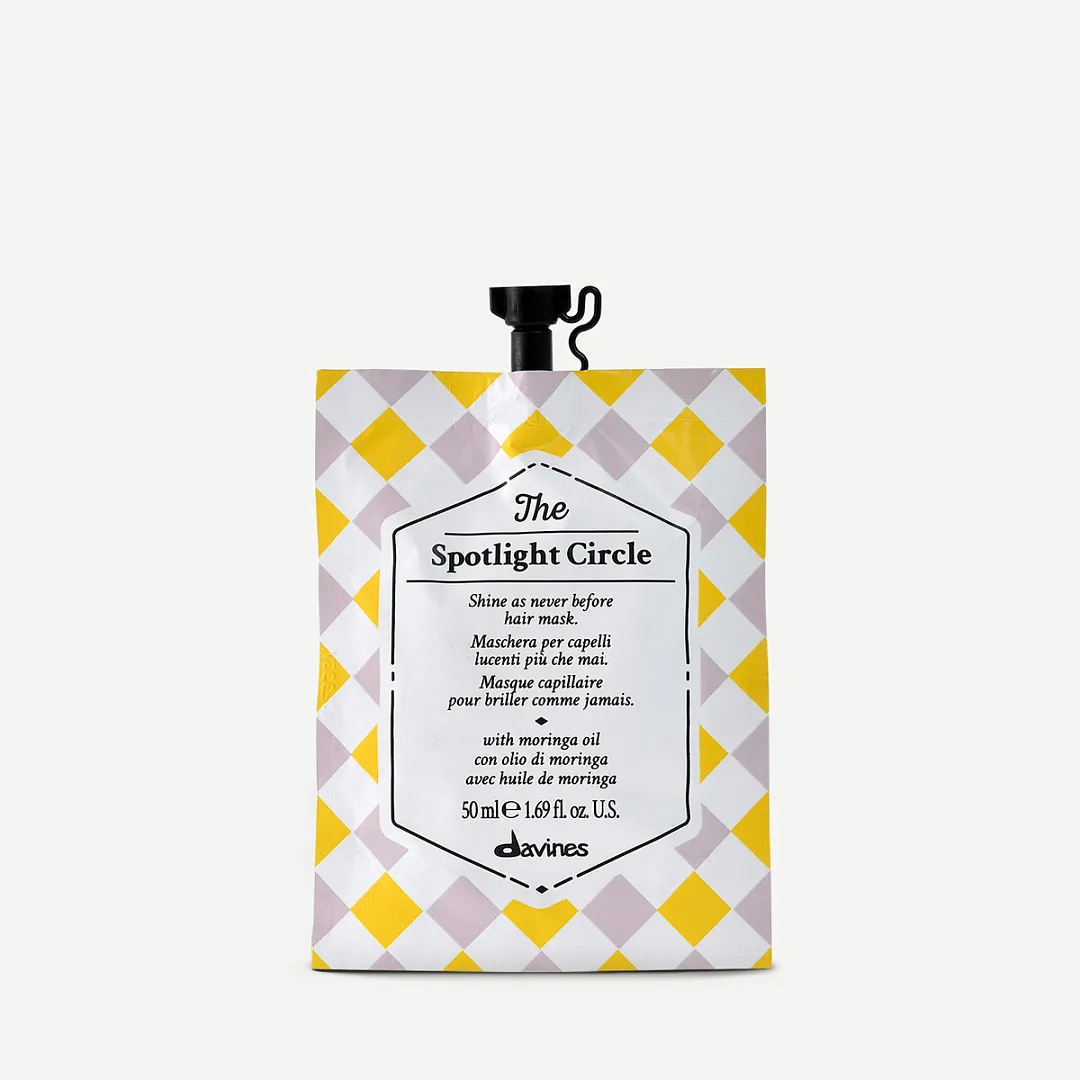 The
Spotlight Circle
Shine as never before
hair mask.
Maschera per capelli
lucenti più che mai.
Masque capillaire
pour briller comme jamais.
with moringa oil
con olio di moringa
avec huile de moringa
50 ml ℮ 1.69 fl. oz. U.S.
davines